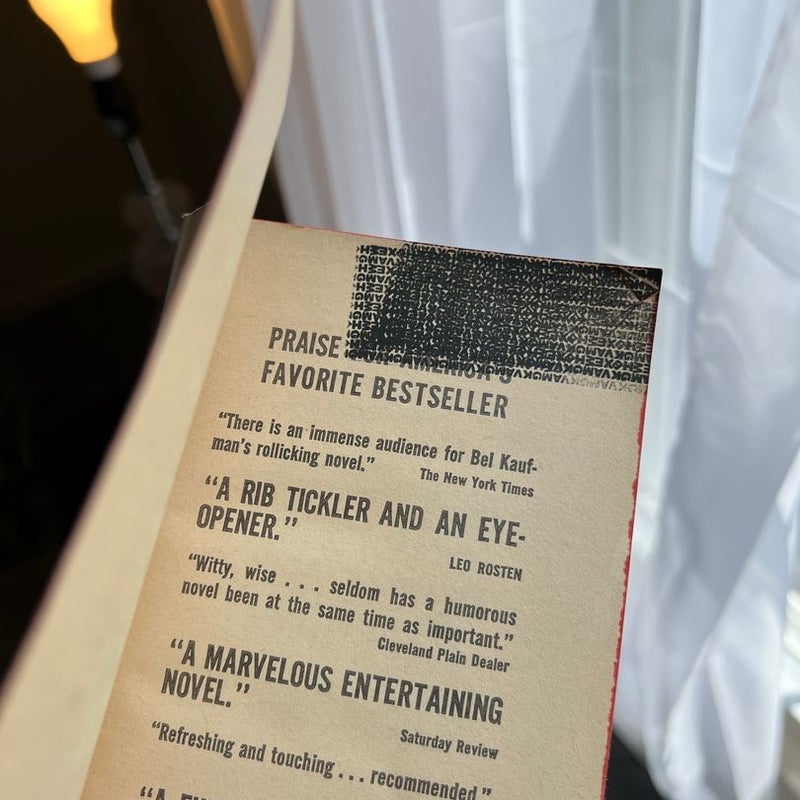 PRAISE AMERICA'S
FAVORITE BESTSELLER
“There is an immense audience for Bel Kauf-
man’s rollicking novel.”
The New York Times
“A RIB TICKLER AND AN EYE-
OPENER.”
LEO ROSTEN
“Witty, wise . . . seldom has a humorous
novel been at the same time as important.”
Cleveland Plain Dealer
“A MARVELOUS ENTERTAINING
NOVEL.”
Saturday Review
“Refreshing and touching . . . recommended.”
“A